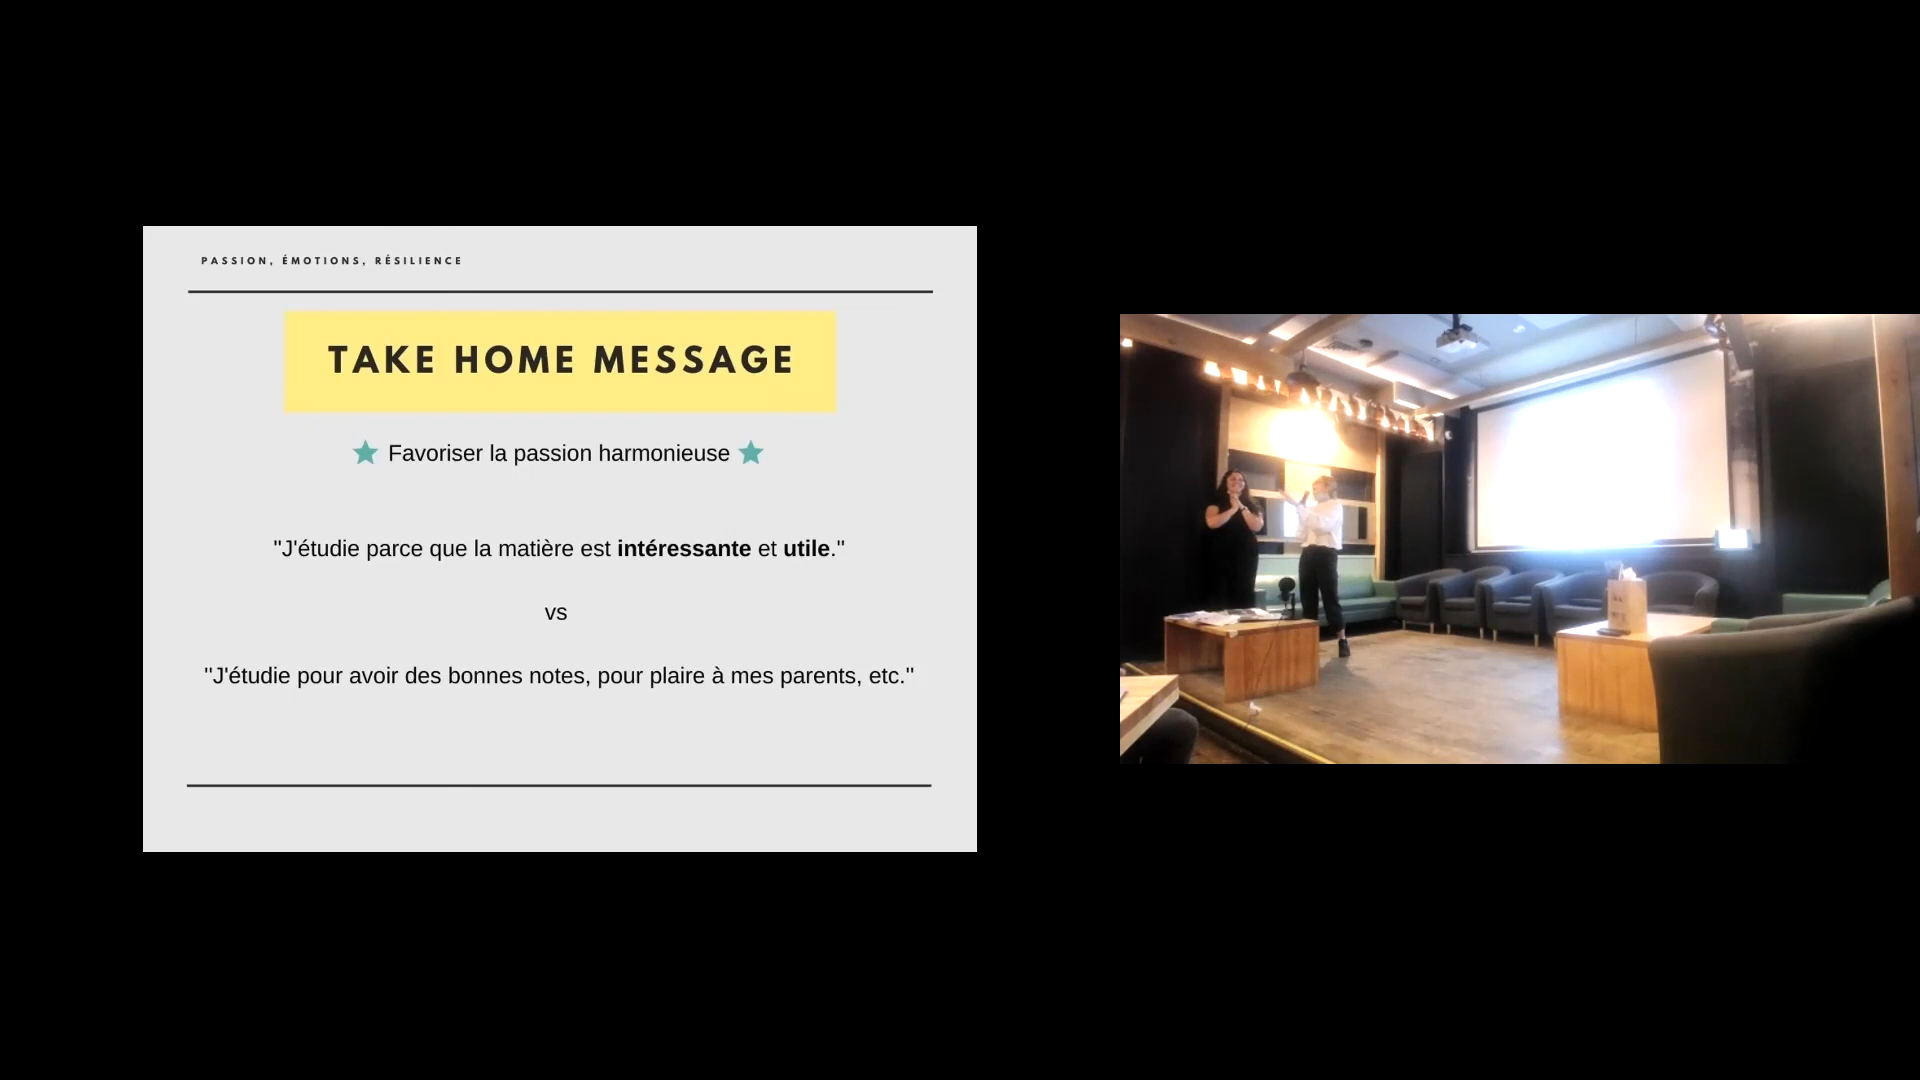 PASSION, ÉMOTIONS, RÉSILIENCE
TAKE HOME MESSAGE
Favoriser la passion harmonieuse
"J'étudie parce que la matière est intéressante et utile."
vs
"J'étudie pour avoir des bonnes notes, pour plaire à mes parents, etc."